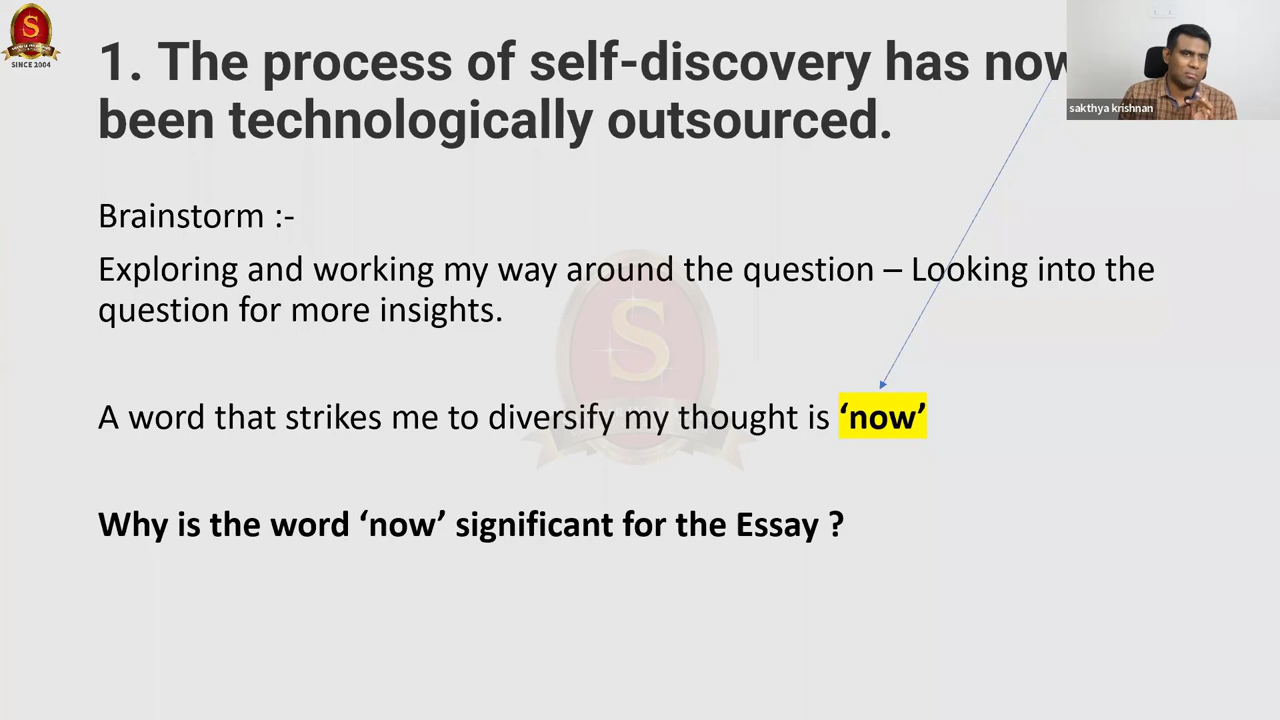 S
SINCE 2004
1. The process of self-discovery has now
been technologically outsourced.
sakthya krishnan
Brainstorm :-
Exploring and working my way around the question – Looking into the
question for more insights.
A word that strikes me to diversify my thought is ‘now’
Why is the word ‘now’ significant for the Essay ?
S